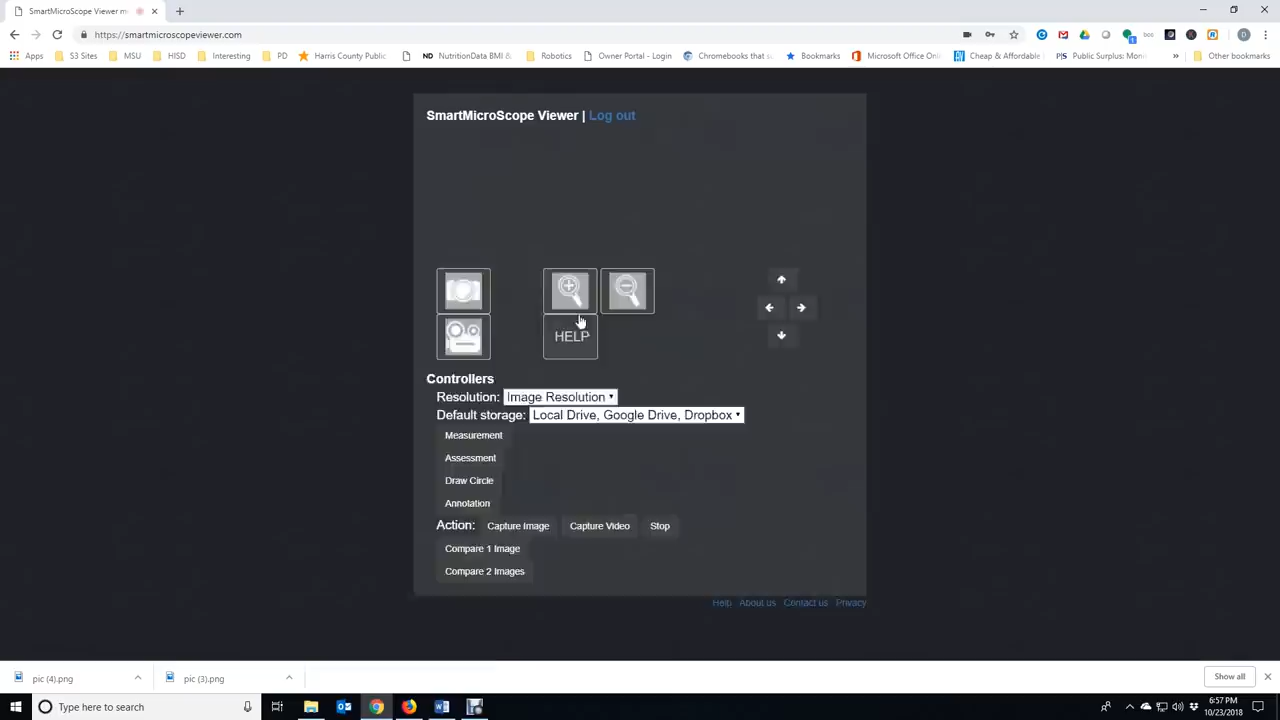 SmartMicroScope Viewer m
https://smartmicroscopeviewer.com
Apps S3 Sites MSU HISD Interesting PD Harris County Public NutritionData BMI & Robotics Owner Portal - Login Chromebooks that su Bookmarks Microsoft Office Onl Cheap & Affordable Public Surplus: Moni » Other bookmarks
SmartMicroScope Viewer | Log out
HELP
Controllers
Resolution: Image Resolution
Default storage: Local Drive, Google Drive, Dropbox
Measurement
Assessment
Draw Circle
Annotation
Action: Capture Image Capture Video Stop
Compare 1 Image
Compare 2 Images
Help About us Contact us Privacy
pic (4).png pic (3).png Show all
Type here to search
6:57 PM
10/23/2018